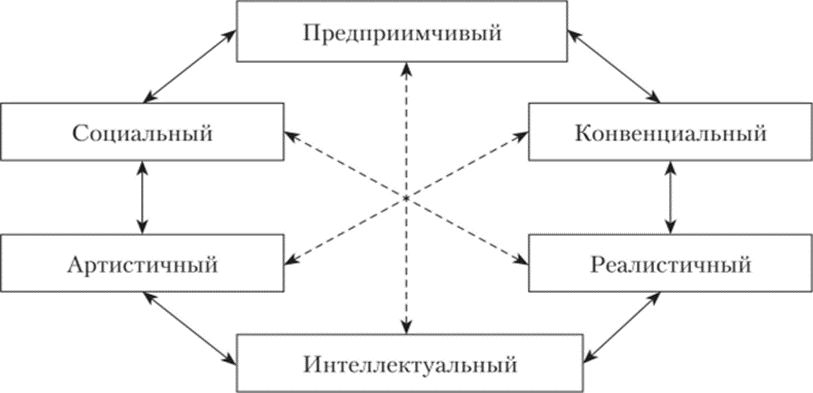 Предприимчивый
Социальный
Конвенциальный
Артистичный
Реалистичный
Интеллектуальный